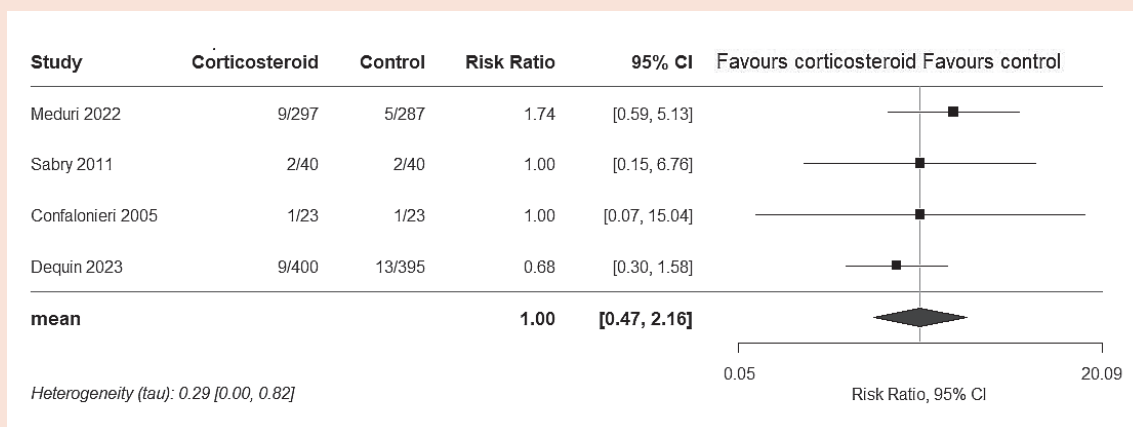 Study Corticosteroid Control Risk Ratio 95% CI Favours corticosteroid Favours control
Meduri 2022 9/297 5/287 1.74 [0.59, 5.13]
Sabry 2011 2/40 2/40 1.00 [0.15, 6.76]
Confalonieri 2005 1/23 1/23 1.00 [0.07, 15.04]
Dequin 2023 9/400 13/395 0.68 [0.30, 1.58]
mean 1.00 [0.47, 2.16]
0.05 20.09
Heterogeneity (tau): 0.29 [0.00, 0.82] Risk Ratio, 95% CI